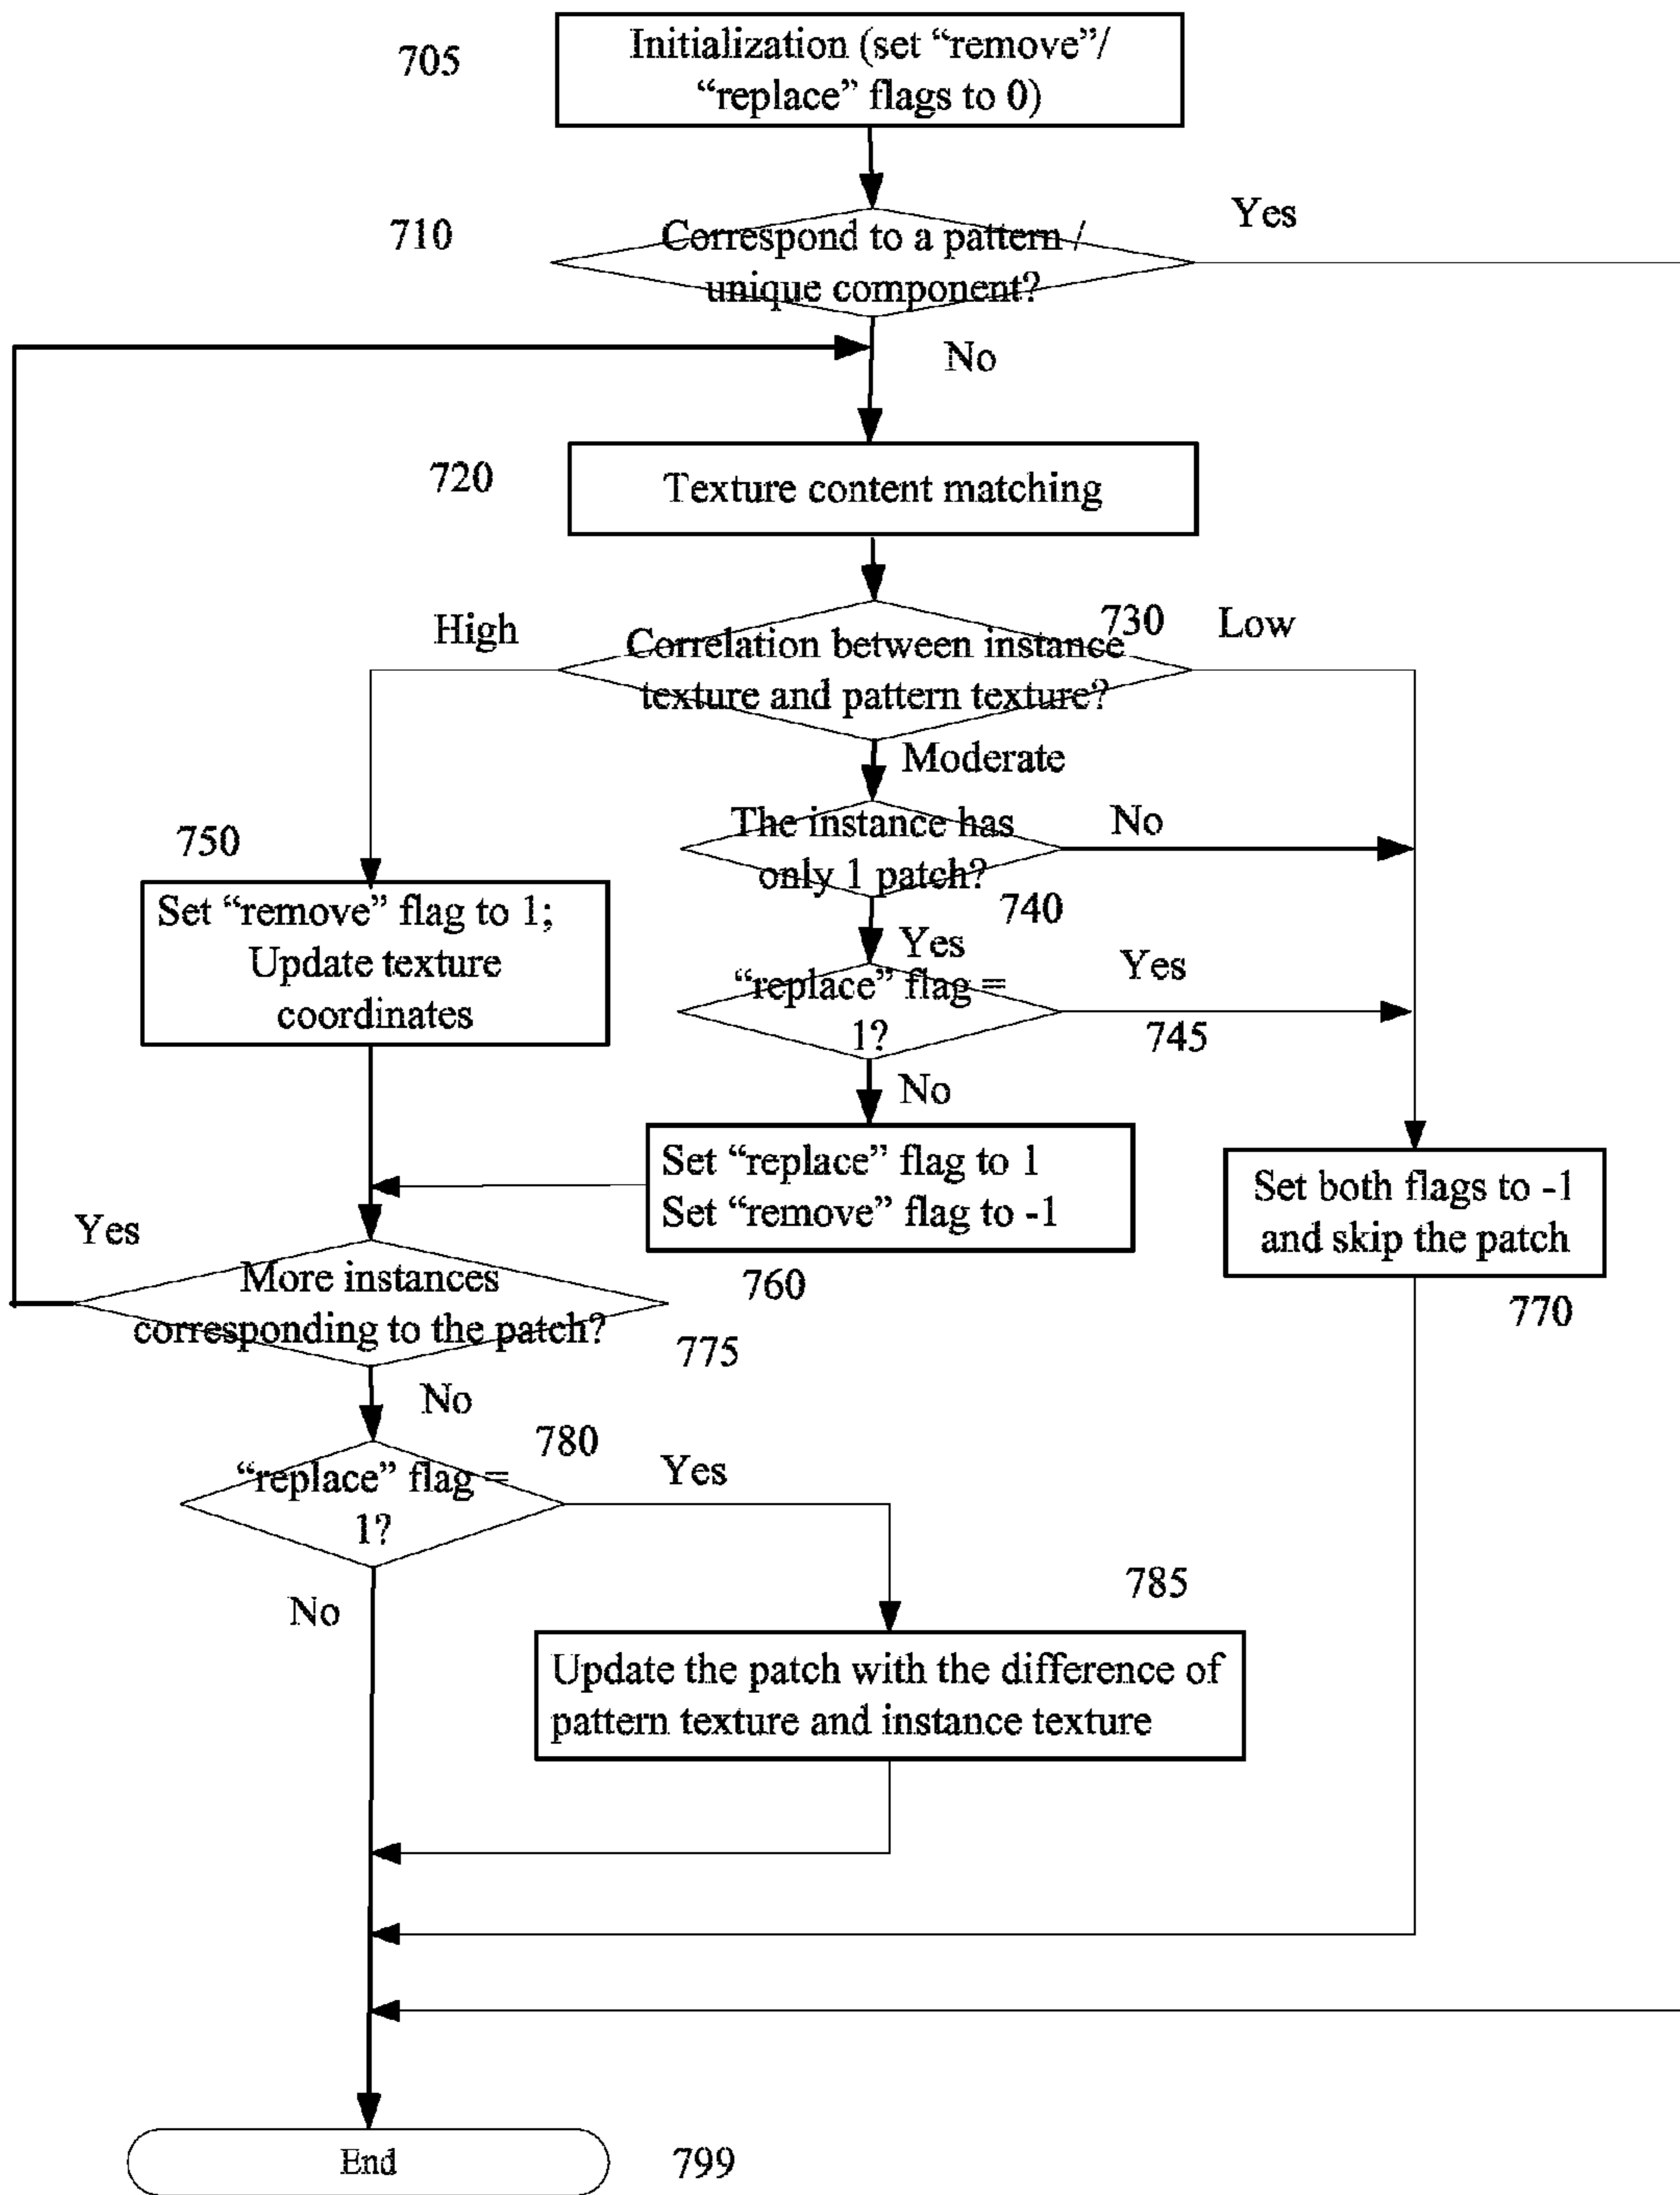 705
Initialization (set “remove”/
“replace” flags to 0)
710
Correspond to a pattern /
unique component?
Yes
No
720
Texture content matching
730
High
Correlation between instance
texture and pattern texture?
Low
Moderate
The instance has
only 1 patch?
No
740
Yes
750
Set “remove” flag to 1;
Update texture
coordinates
“replace” flag =
1?
Yes
745
No
Set “replace” flag to 1
Set “remove” flag to -1
760
Set both flags to -1
and skip the patch
770
Yes
More instances
corresponding to the patch?
775
No
780
“replace” flag =
1?
Yes
No
785
Update the patch with the difference of
pattern texture and instance texture
End
799